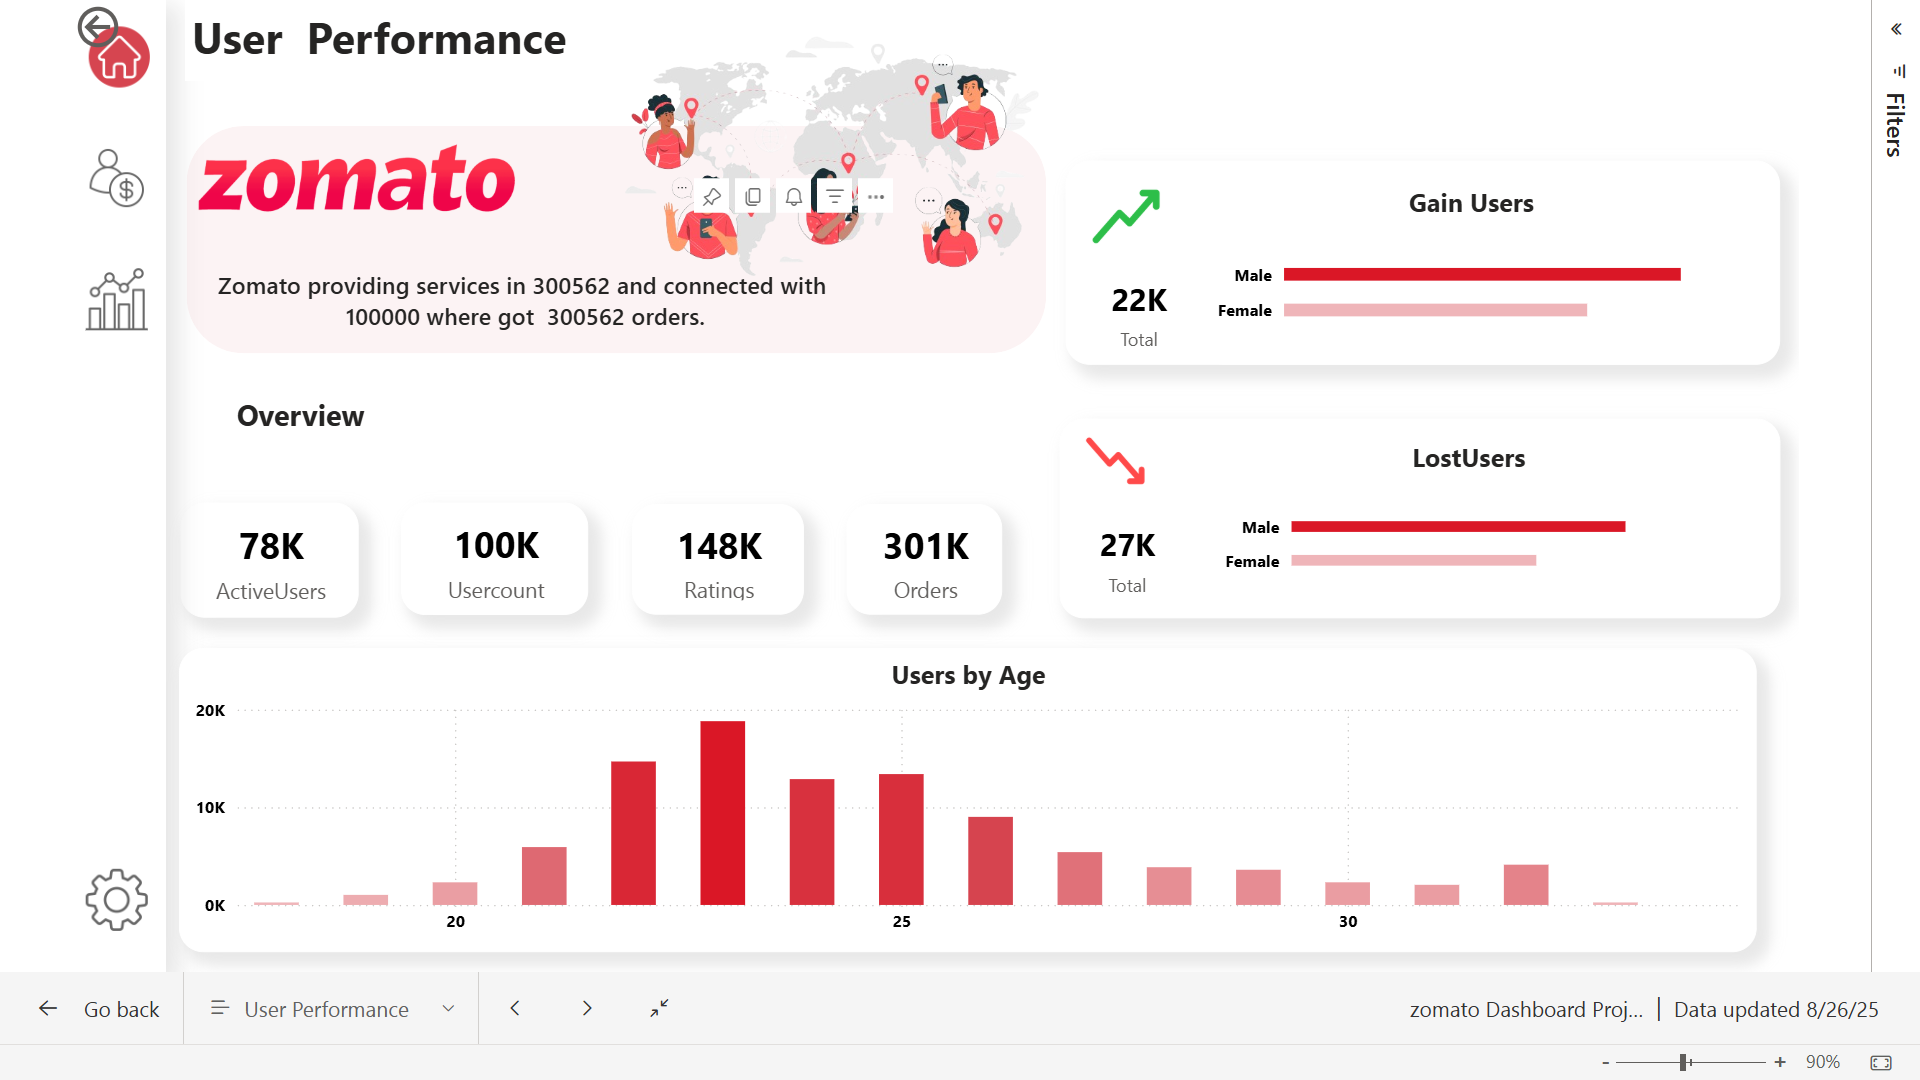 User  Performance
zomato
Zomato providing services in 300562 and connected with
100000 where got  300562 orders.
Gain Users
22K
Total
Male
Female
Overview
78K
ActiveUsers
100K
Usercount
148K
Ratings
301K
Orders
LostUsers
27K
Total
Male
Female
Users by Age
20K
10K
0K
20
25
30
Filters
Go back
User Performance
zomato Dashboard Proj...
Data updated 8/26/25
- + 90%